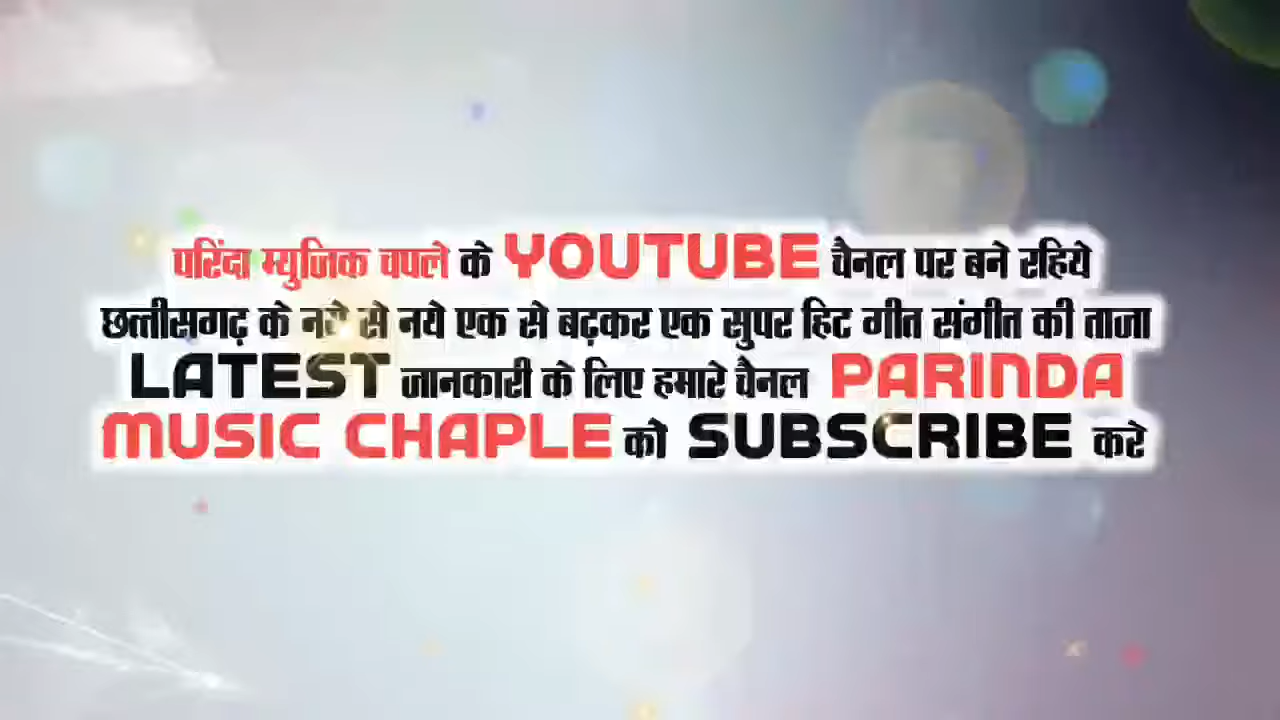 परिंदा म्युजिक चपले के YOUTUBE चैनल पर बने रहिये
छत्तीसगढ़ के नये से नये एक से बढ़कर एक सुपर हिट गीत संगीत की ताजा
LATEST जानकारी के लिए हमारे चैनल PARINDA
MUSIC CHAPLE को SUBSCRIBE करे